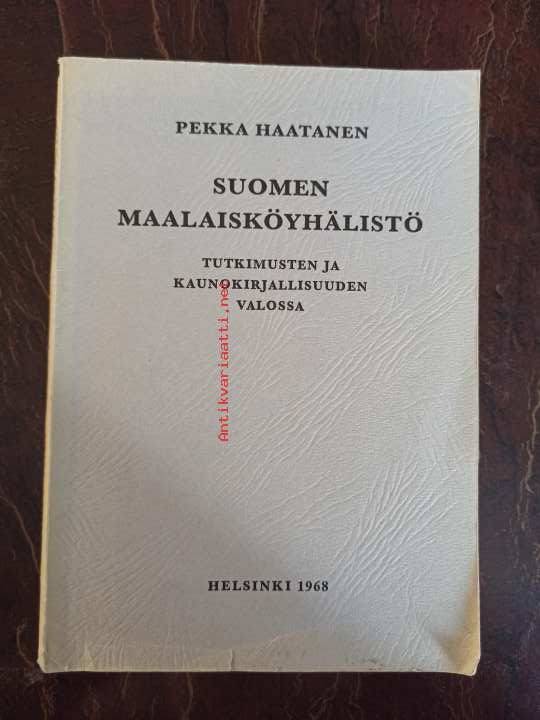 PEKKA HAATANEN
SUOMEN
MAALAISKÖYHÄLISTÖ
TUTKIMUSTEN JA
KAUNOKIRJALLISUUDEN
VALOSSA
Antikvariaatti.net
HELSINKI 1968